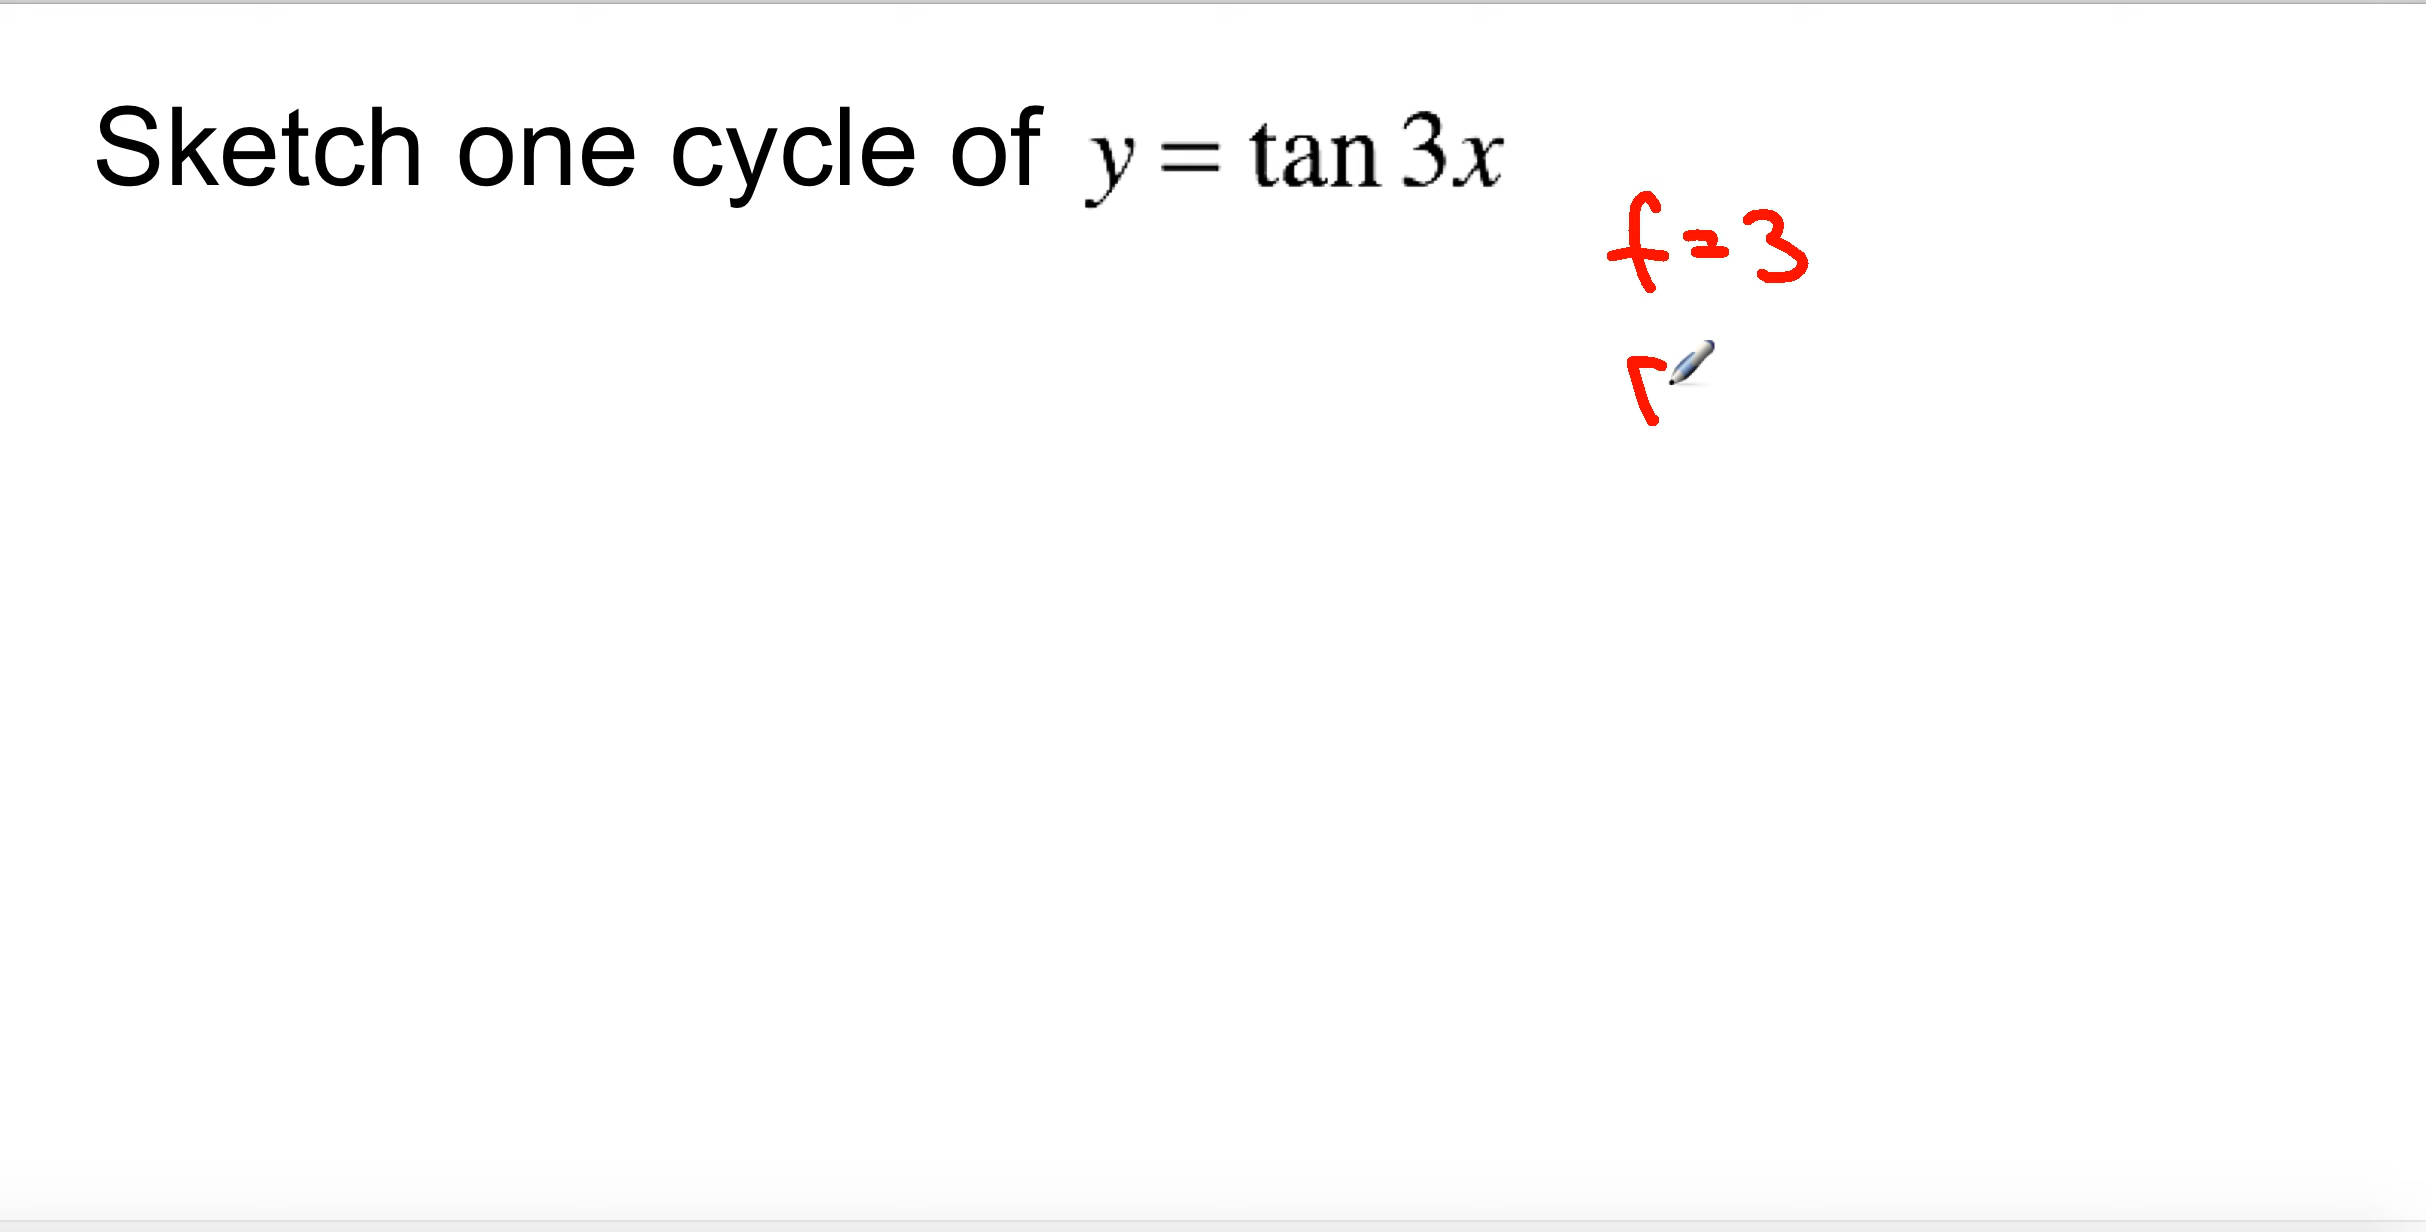 Sketch one cycle of y = tan 3x
f = 3